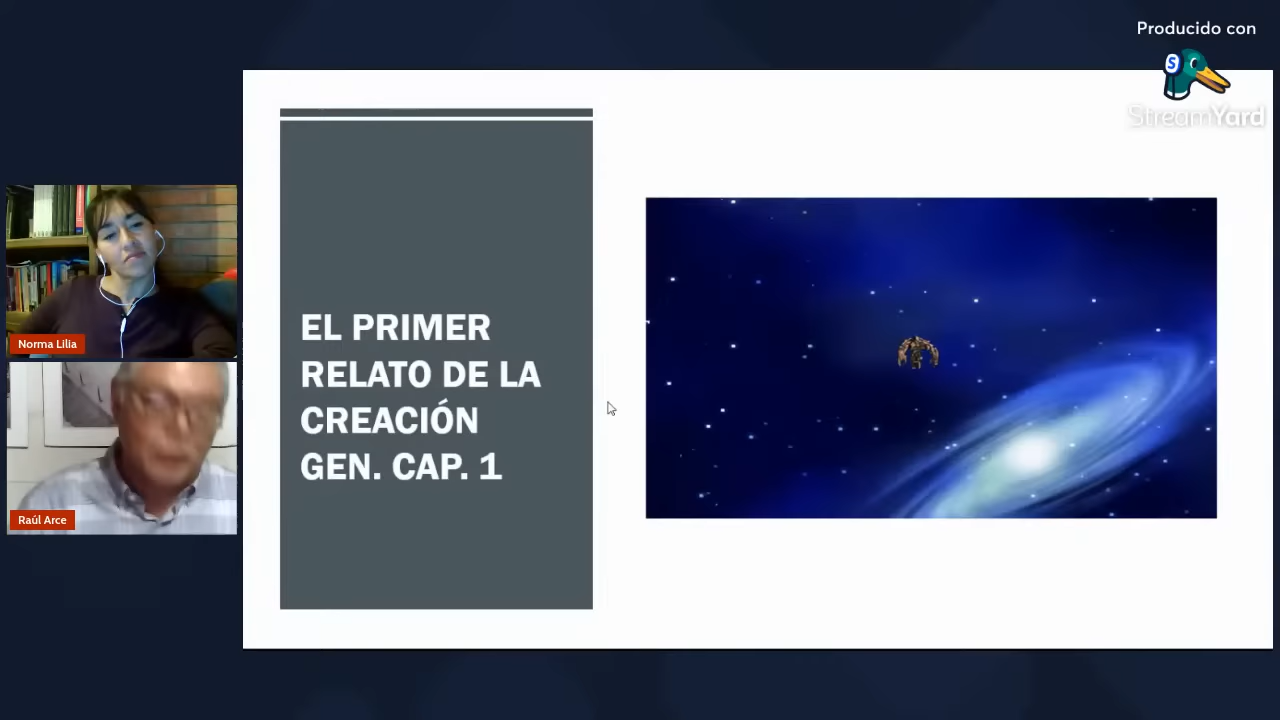 Producido con
S
StreamYard
EL PRIMER
RELATO DE LA
CREACIÓN
GEN. CAP. 1
Norma Lilia
Raúl Arce